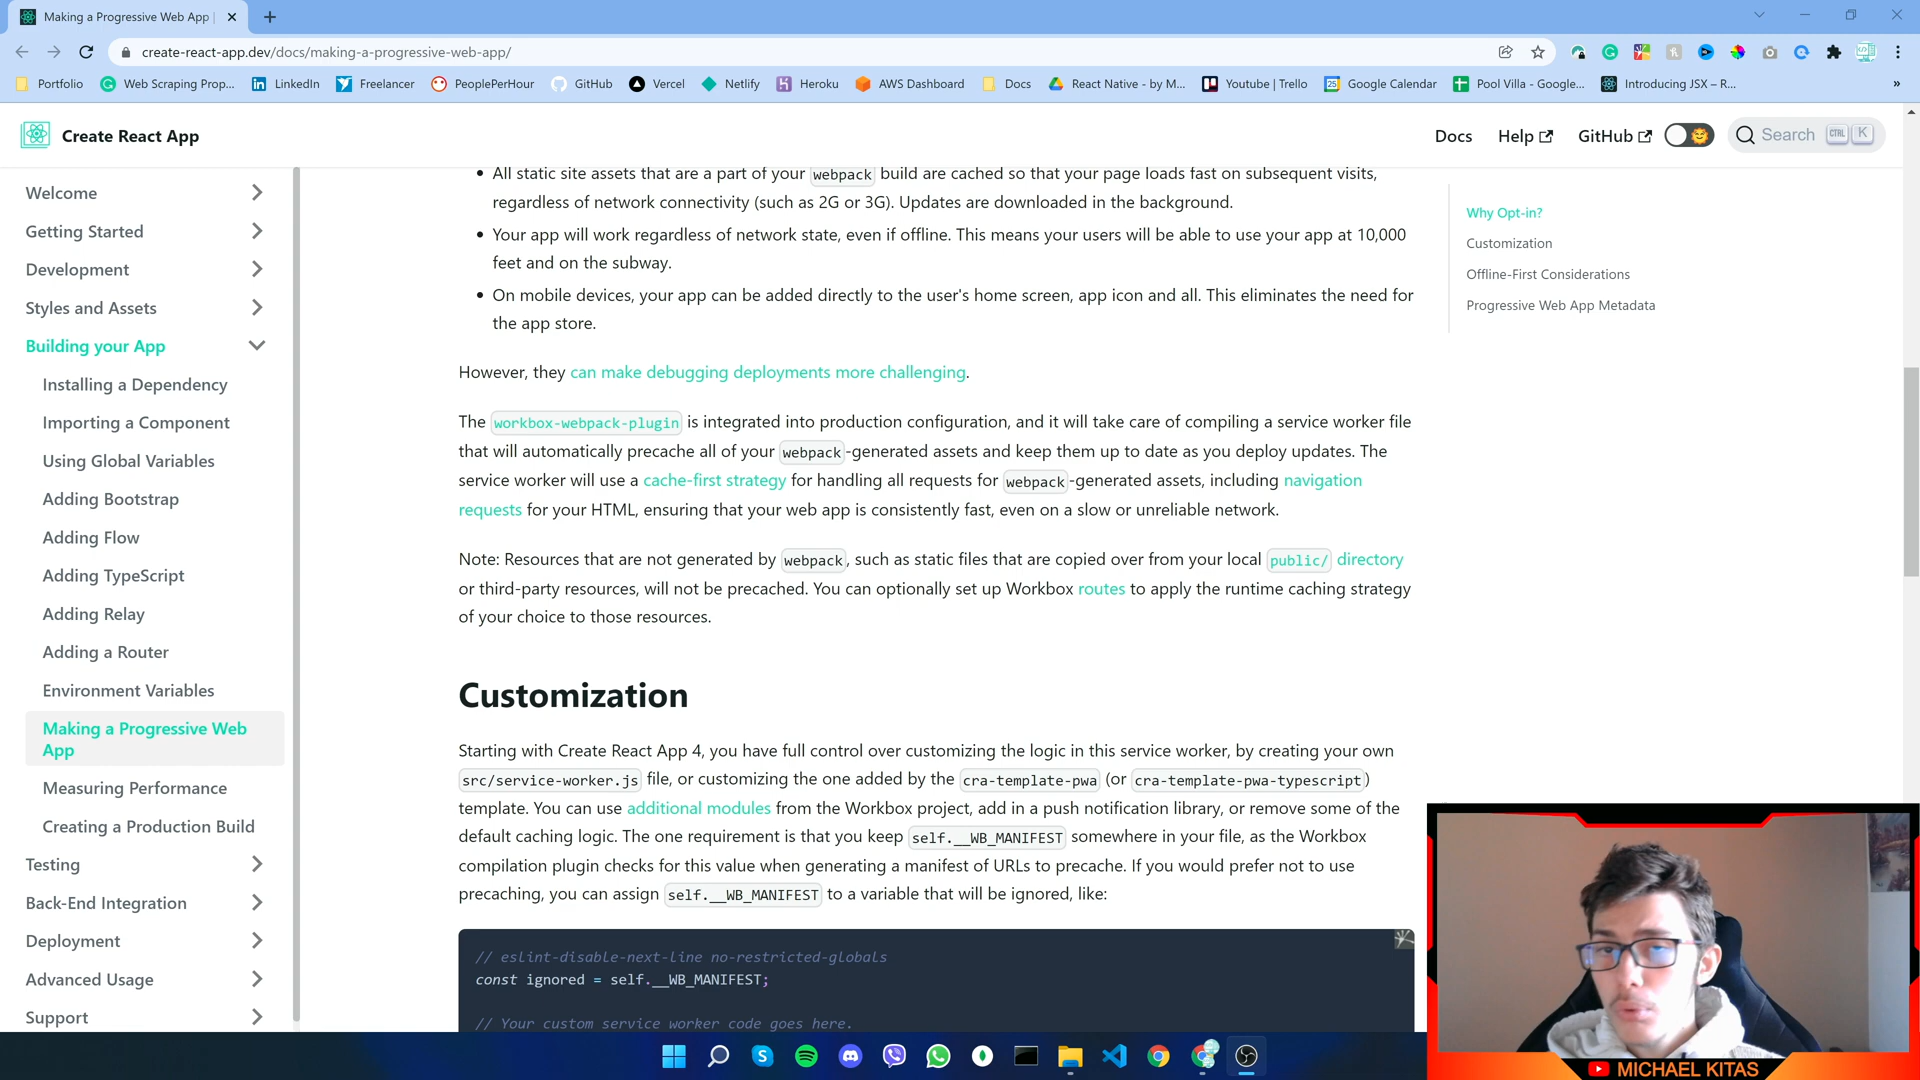 Making a Progressive Web App |
create-react-app.dev/docs/making-a-progressive-web-app/
Portfolio
Web Scraping Prop...
LinkedIn
Freelancer
PeoplePerHour
GitHub
Vercel
Netlify
Heroku
AWS Dashboard
Docs
React Native - by M...
Youtube | Trello
Google Calendar
Pool Villa - Google...
Introducing JSX – R...
»
Create React App
Docs
Help
GitHub
Search
CTRL
K
Welcome
Getting Started
Development
Styles and Assets
Building your App
Installing a Dependency
Importing a Component
Using Global Variables
Adding Bootstrap
Adding Flow
Adding TypeScript
Adding Relay
Adding a Router
Environment Variables
Making a Progressive Web
App
Measuring Performance
Creating a Production Build
Testing
Back-End Integration
Deployment
Advanced Usage
Support
All static site assets that are a part of your webpack build are cached so that your page loads fast on subsequent visits,
regardless of network connectivity (such as 2G or 3G). Updates are downloaded in the background.
Your app will work regardless of network state, even if offline. This means your users will be able to use your app at 10,000
feet and on the subway.
On mobile devices, your app can be added directly to the user's home screen, app icon and all. This eliminates the need for
the app store.
However, they can make debugging deployments more challenging.
The workbox-webpack-plugin is integrated into production configuration, and it will take care of compiling a service worker file
that will automatically precache all of your webpack-generated assets and keep them up to date as you deploy updates. The
service worker will use a cache-first strategy for handling all requests for webpack-generated assets, including navigation
requests for your HTML, ensuring that your web app is consistently fast, even on a slow or unreliable network.
Note: Resources that are not generated by webpack, such as static files that are copied over from your local public/ directory
or third-party resources, will not be precached. You can optionally set up Workbox routes to apply the runtime caching strategy
of your choice to those resources.
Customization
Starting with Create React App 4, you have full control over customizing the logic in this service worker, by creating your own
src/service-worker.js file, or customizing the one added by the cra-template-pwa (or cra-template-pwa-typescript)
template. You can use additional modules from the Workbox project, add in a push notification library, or remove some of the
default caching logic. The one requirement is that you keep self.__WB_MANIFEST somewhere in your file, as the Workbox
compilation plugin checks for this value when generating a manifest of URLs to precache. If you would prefer not to use
precaching, you can assign self.__WB_MANIFEST to a variable that will be ignored, like:
// eslint-disable-next-line no-restricted-globals
const ignored = self.__WB_MANIFEST;
// Your custom service worker code goes here.
Why Opt-in?
Customization
Offline-First Considerations
Progressive Web App Metadata
MICHAEL KITAS